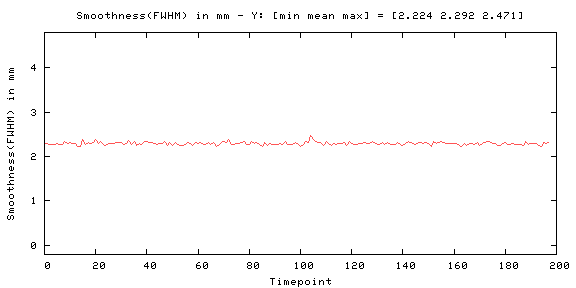 Smoothness(FWHM) in mm - Y: [min mean max] = [2.224 2.292 2.471]
Smoothness(FWHM) in mm
4
3
2
1
0
0 20 40 60 80 100 120 140 160 180 200
Timepoint